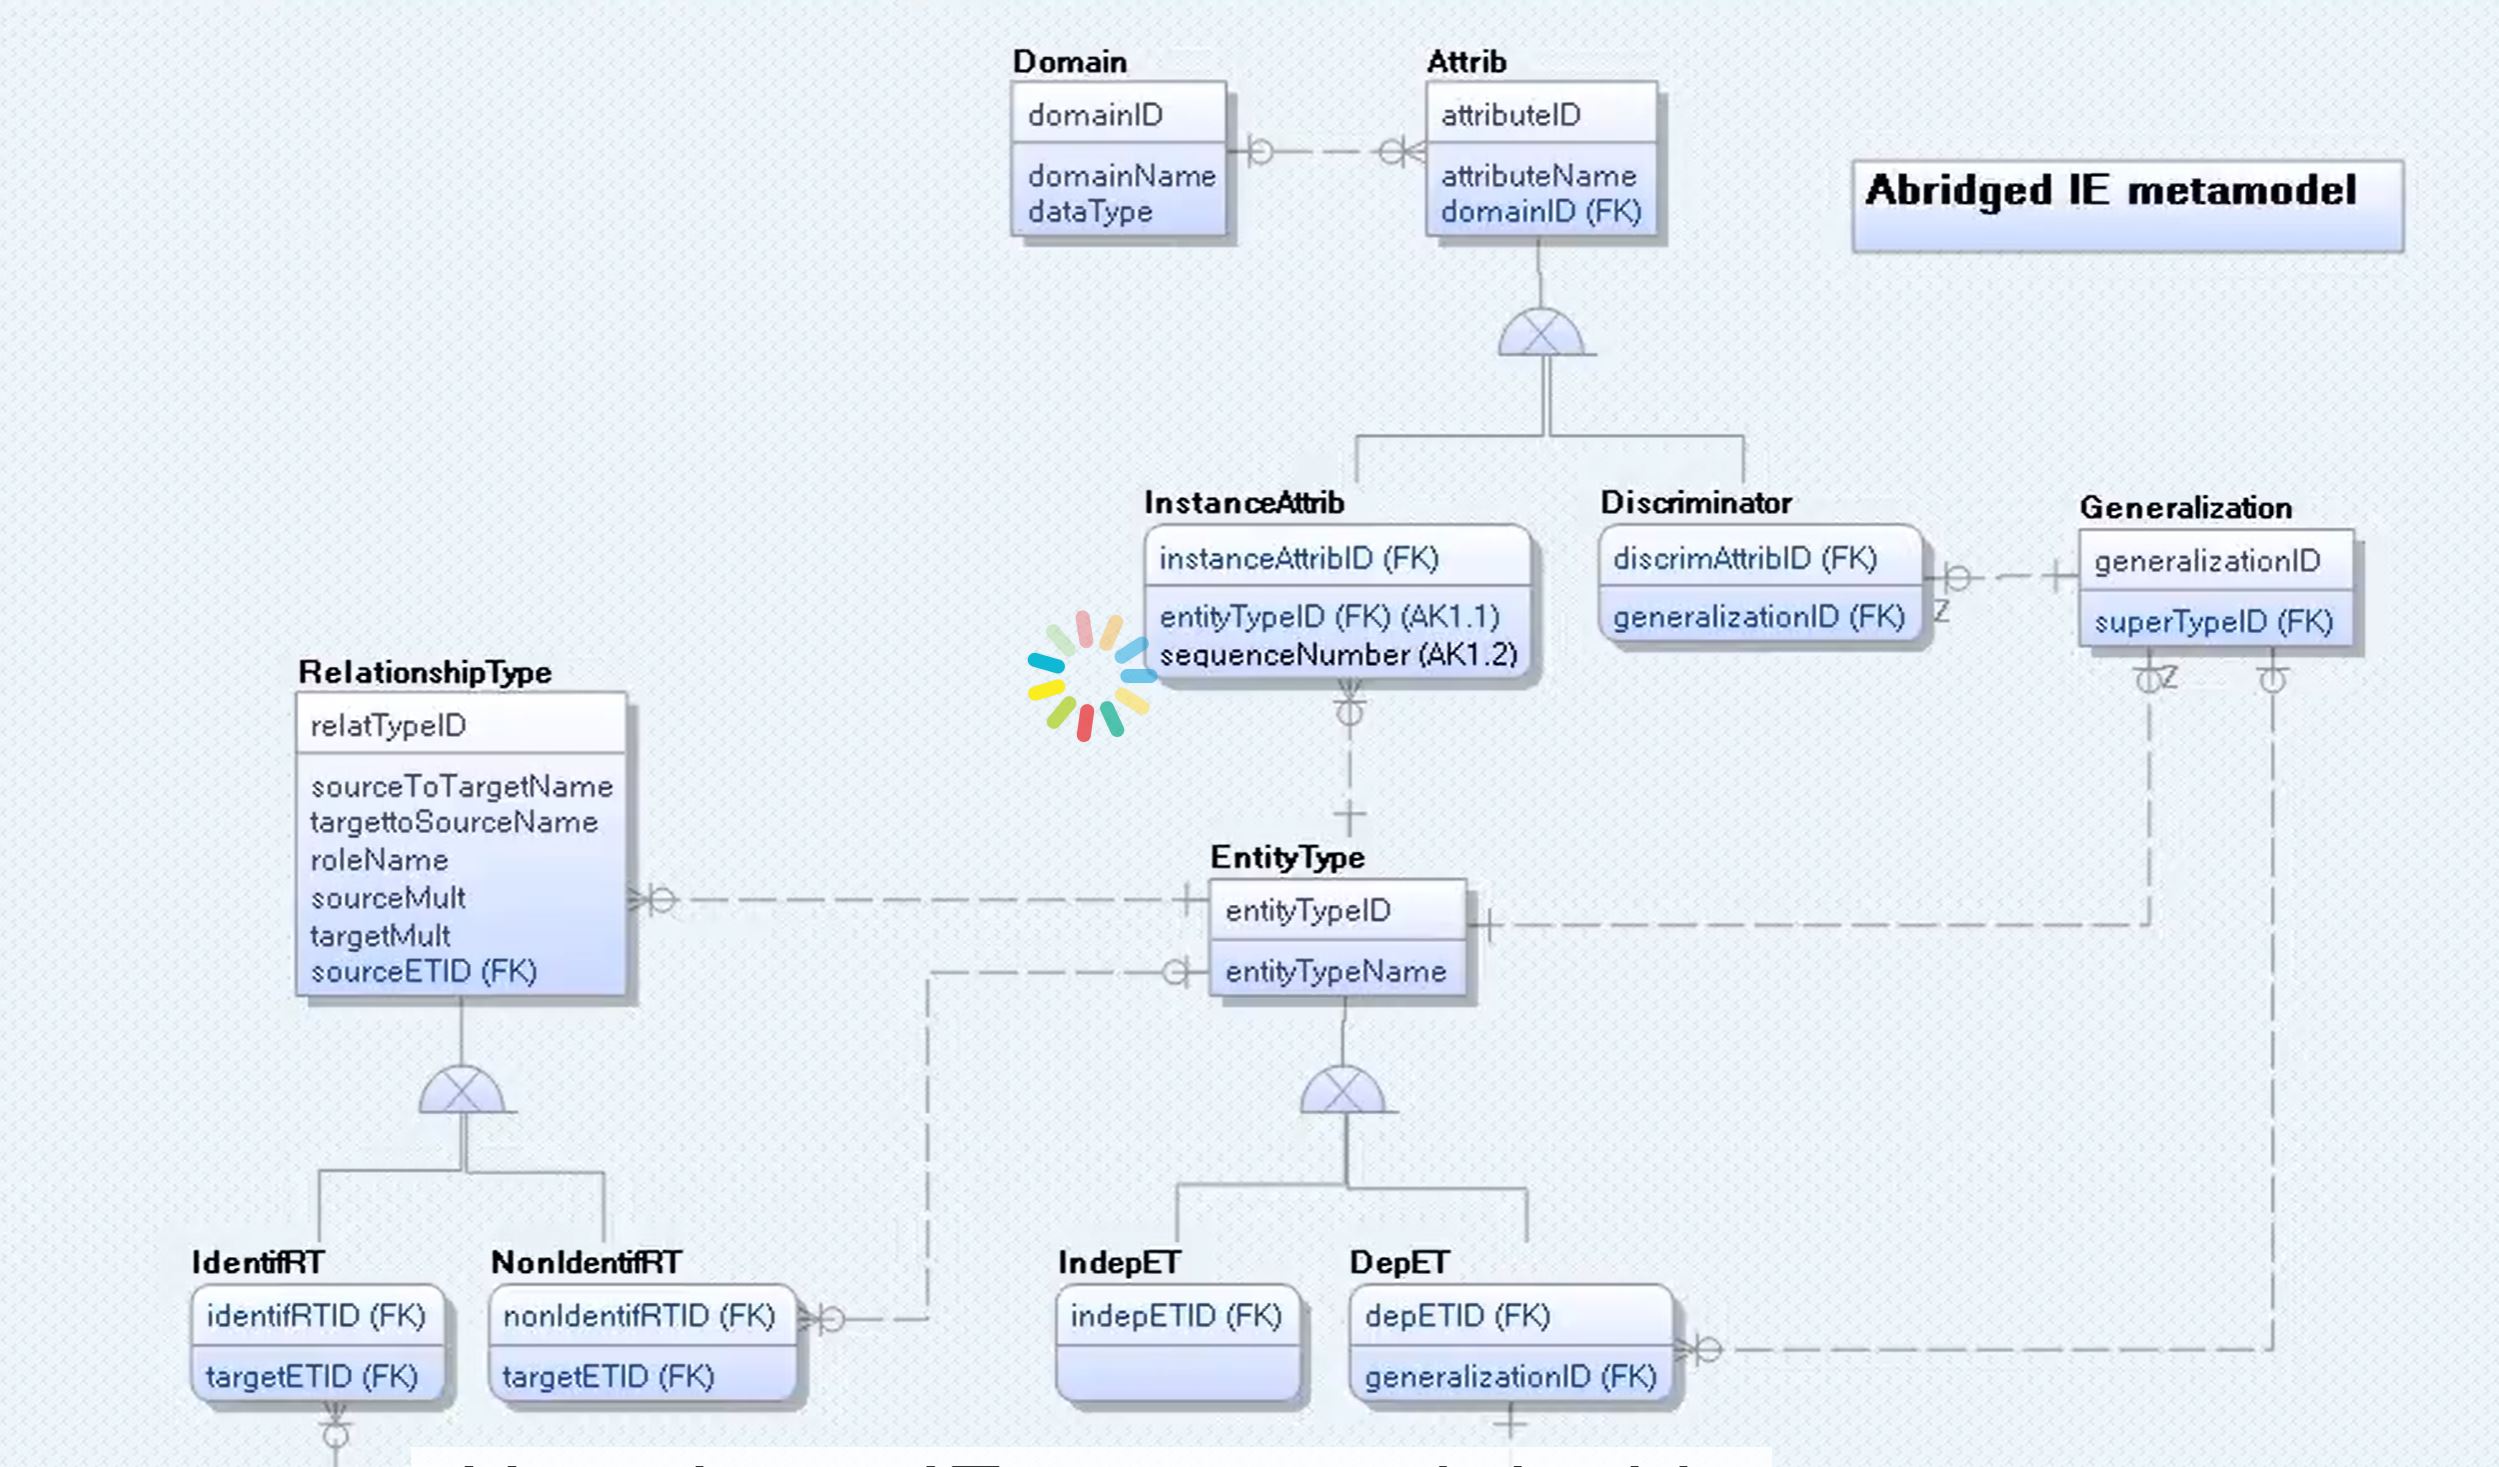 Domain
domainID
domainName
dataType
Attrib
attributeID
attributeName
domainID (FK)
Abridged IE metamodel
InstanceAttrib
instanceAttribID (FK)
entityTypeID (FK) (AK1.1)
sequenceNumber (AK1.2)
Discriminator
discrimAttribID (FK)
generalizationID (FK)
Z
Generalization
generalizationID
superTypeID (FK)
Z
RelationshipType
relatTypeID
sourceToTargetName
targettoSourceName
roleName
sourceMult
targetMult
sourceETID (FK)
EntityType
entityTypeID
entityTypeName
IdentifRT
identifRTID (FK)
targetETID (FK)
NonIdentifRT
nonIdentifRTID (FK)
targetETID (FK)
IndepET
indepETID (FK)
DepET
depETID (FK)
generalizationID (FK)